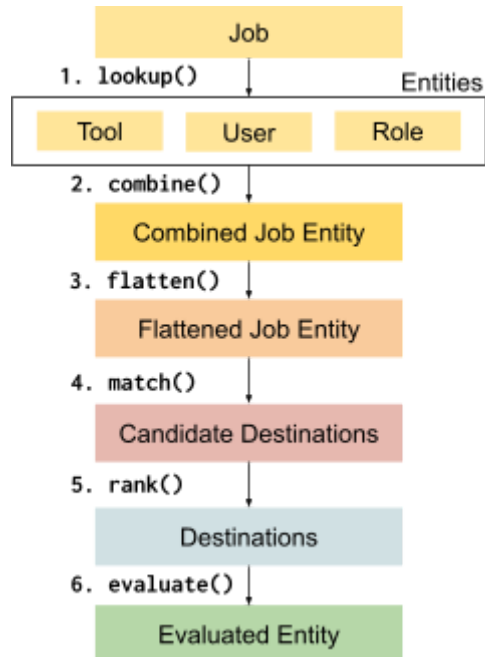 Job
1. lookup()
Entities
Tool
User
Role
2. combine()
Combined Job Entity
3. flatten()
Flattened Job Entity
4. match()
Candidate Destinations
5. rank()
Destinations
6. evaluate()
Evaluated Entity